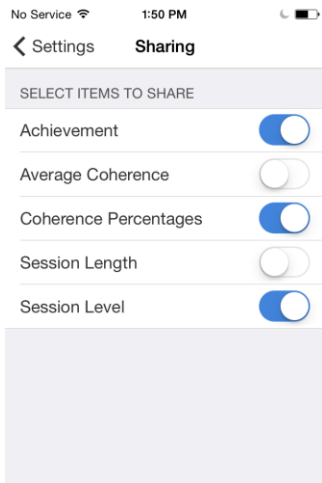 No Service 1:50 PM
Settings Sharing
SELECT ITEMS TO SHARE
Achievement
Average Coherence
Coherence Percentages
Session Length
Session Level